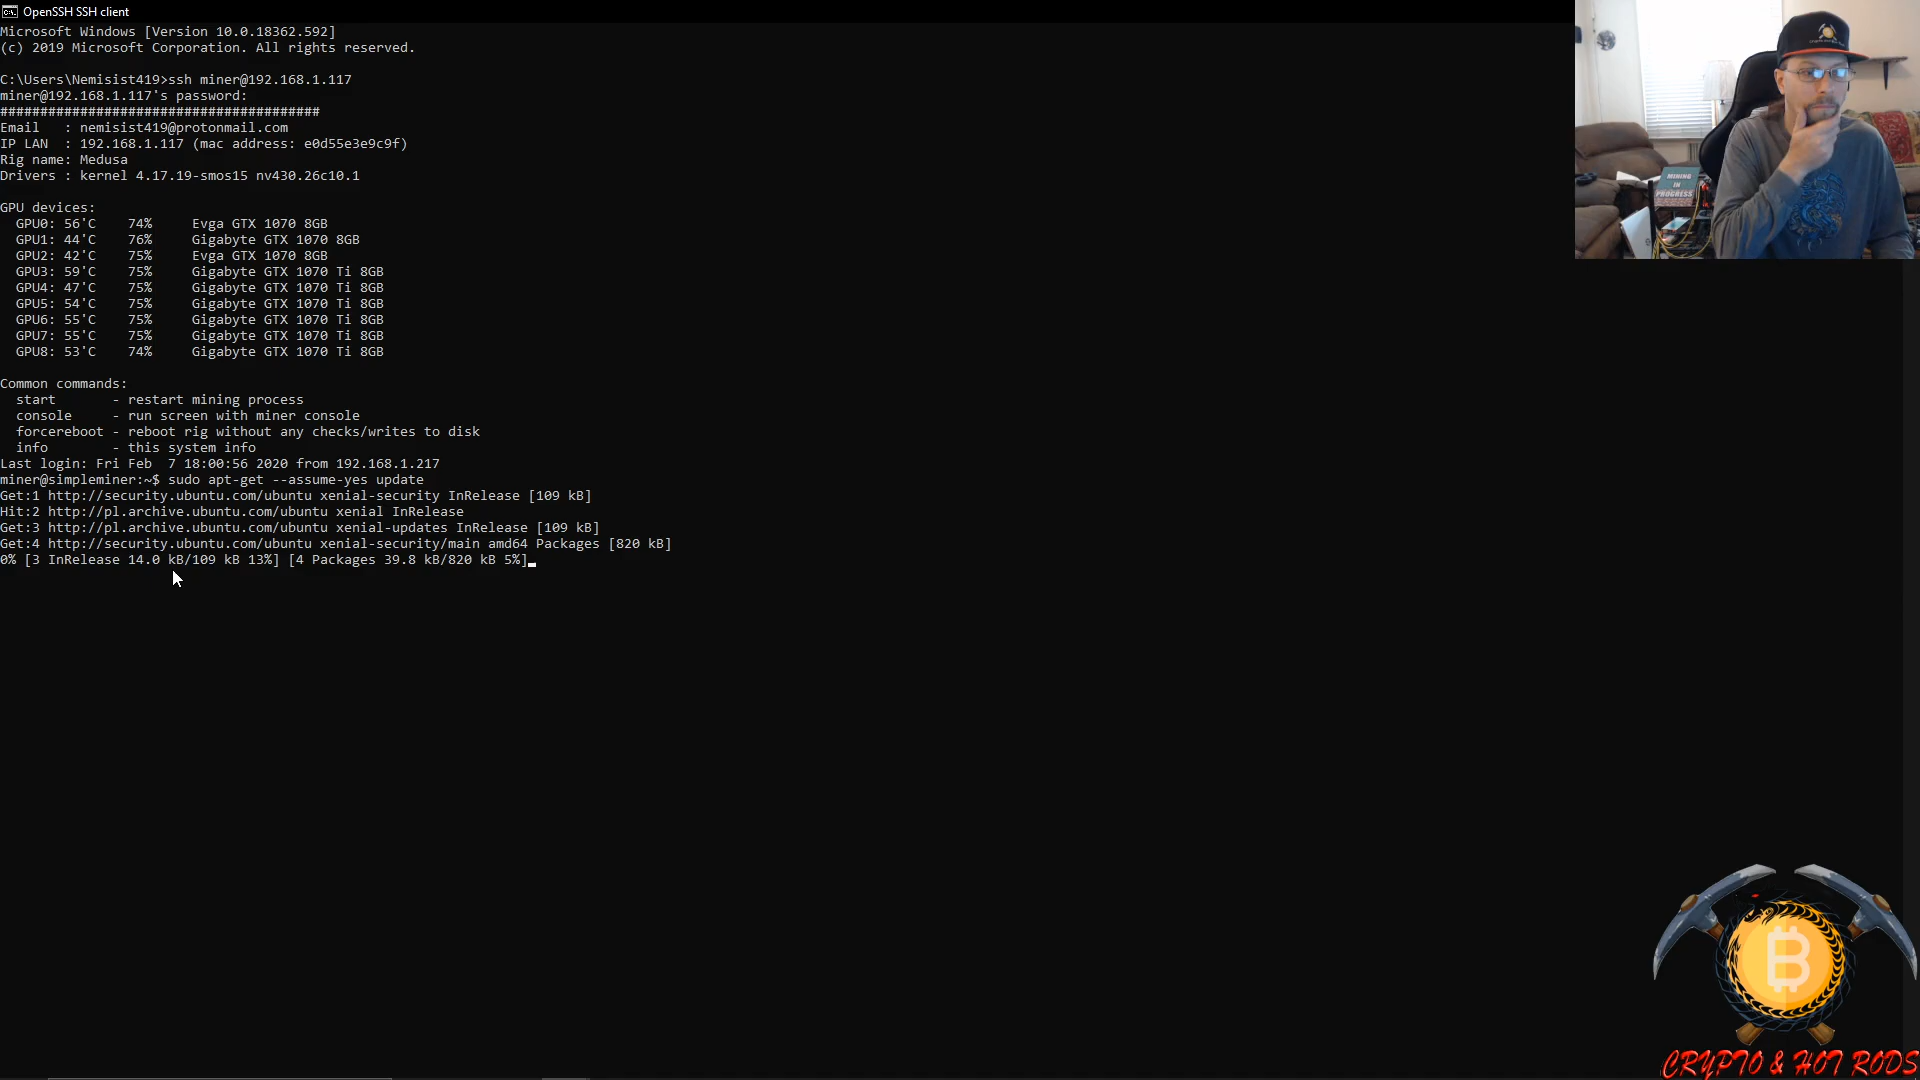 OpenSSH SSH client
Microsoft Windows [Version 10.0.18362.592]
(c) 2019 Microsoft Corporation. All rights reserved.
C:\Users\Nemisist419>ssh miner@192.168.1.117
miner@192.168.1.117's password:
########################################
Email   : nemisist419@protonmail.com
IP LAN  : 192.168.1.117 (mac address: e0d55e3e9c9f)
Rig name: Medusa
Drivers : kernel 4.17.19-smos15 nv430.26c10.1
GPU devices:
GPU0: 56'C    74%     Evga GTX 1070 8GB
GPU1: 44'C    76%     Gigabyte GTX 1070 8GB
GPU2: 42'C    75%     Evga GTX 1070 8GB
GPU3: 59'C    75%     Gigabyte GTX 1070 Ti 8GB
GPU4: 47'C    75%     Gigabyte GTX 1070 Ti 8GB
GPU5: 54'C    75%     Gigabyte GTX 1070 Ti 8GB
GPU6: 55'C    75%     Gigabyte GTX 1070 Ti 8GB
GPU7: 55'C    75%     Gigabyte GTX 1070 Ti 8GB
GPU8: 53'C    74%     Gigabyte GTX 1070 Ti 8GB
Common commands:
start       - restart mining process
console     - run screen with miner console
forcereboot - reboot rig without any checks/writes to disk
info        - this system info
Last login: Fri Feb  7 18:00:56 2020 from 192.168.1.217
miner@simpleminer:~$ sudo apt-get --assume-yes update
Get:1 http://security.ubuntu.com/ubuntu xenial-security InRelease [109 kB]
Hit:2 http://pl.archive.ubuntu.com/ubuntu xenial InRelease
Get:3 http://pl.archive.ubuntu.com/ubuntu xenial-updates InRelease [109 kB]
Get:4 http://security.ubuntu.com/ubuntu xenial-security/main amd64 Packages [820 kB]
0% [3 InRelease 14.0 kB/109 kB 13%] [4 Packages 39.8 kB/820 kB 5%]
MINING
IN
PROGRESS
CRYPTO & HOT RODS